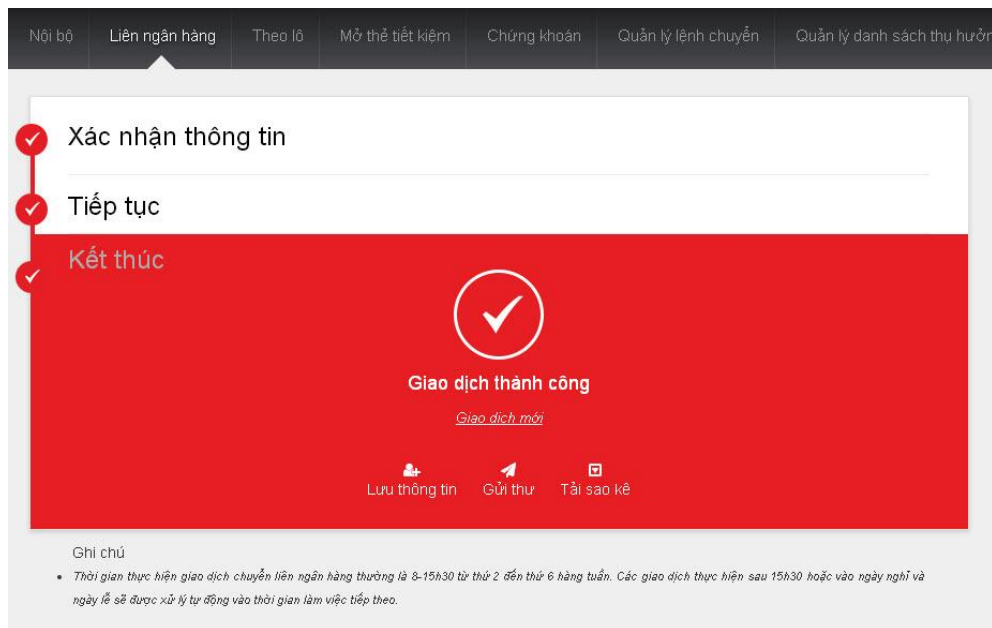 Nội bộ Liên ngân hàng Theo lô Mở thẻ tiết kiệm Chứng khoán Quản lý lệnh chuyển Quản lý danh sách thụ hưởn
Xác nhận thông tin
Tiếp tục
Kết thúc
Giao dịch thành công
Giao dich mới
Lưu thông tin Gửi thư Tải sao kê
Ghi chú
• Thời gian thực hiện giao dịch chuyển liên ngân hàng thường là 8-15h30 từ thứ 2 đến thứ 6 hàng tuần. Các giao dịch thực hiện sau 15h30 hoặc vào ngày nghỉ và
ngày lễ sẽ được xử lý tự động vào thời gian làm việc tiếp theo.